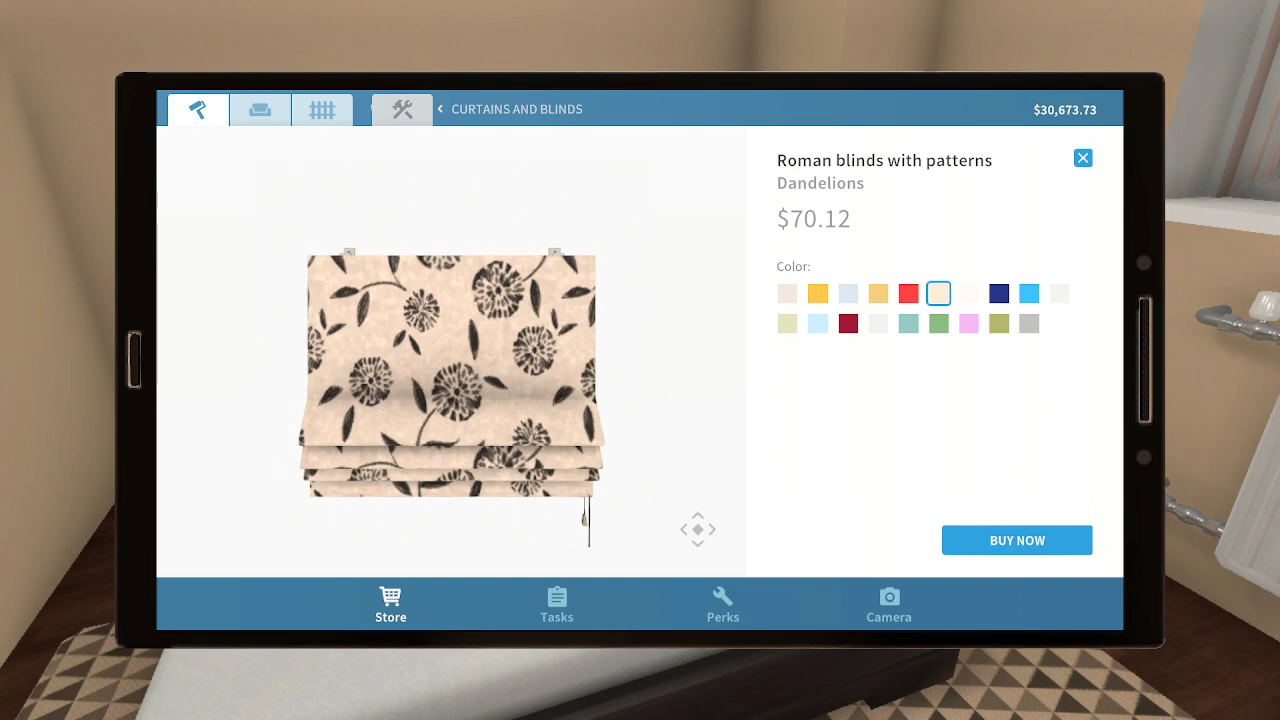 CURTAINS AND BLINDS
$30,673.73
Roman blinds with patterns
Dandelions
$70.12
Color:
BUY NOW
Store
Tasks
Perks
Camera